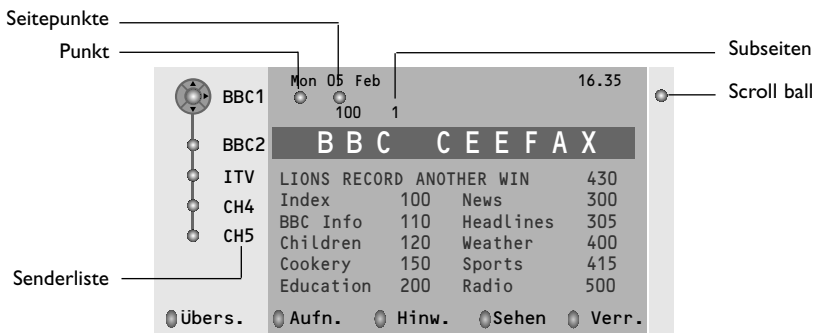 Seitepunkte
Punkt
Subseiten
Scroll ball
Mon 05 Feb 16.35
BBC1
100 1
BBC2
BBC CEEFAX
ITV
LIONS RECORD ANOTHER WIN 430
CH4
Index 100 News 300
BBC Info 110 Headlines 305
CH5
Children 120 Weather 400
Cookery 150 Sports 415
Senderliste
Education 200 Radio 500
Übers. Aufn. Hinw. Sehen Verr.